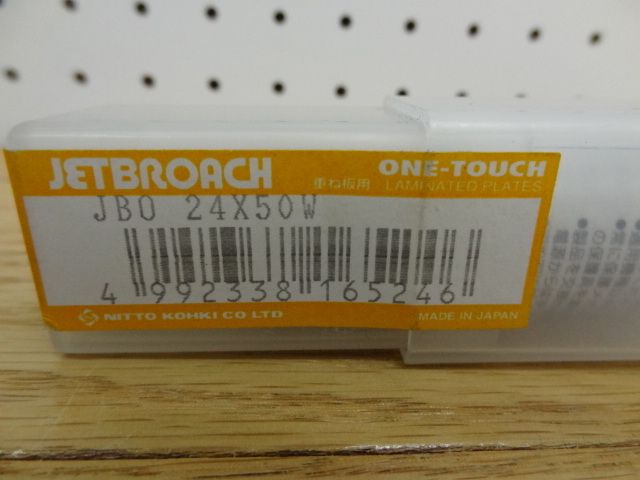 JETBROACH
重ね板用
ONE-TOUCH
LAMINATED PLATES
JBO 24X50W
4 992338 165246
NITTO KOHKI CO LTD
MADE IN JAPAN